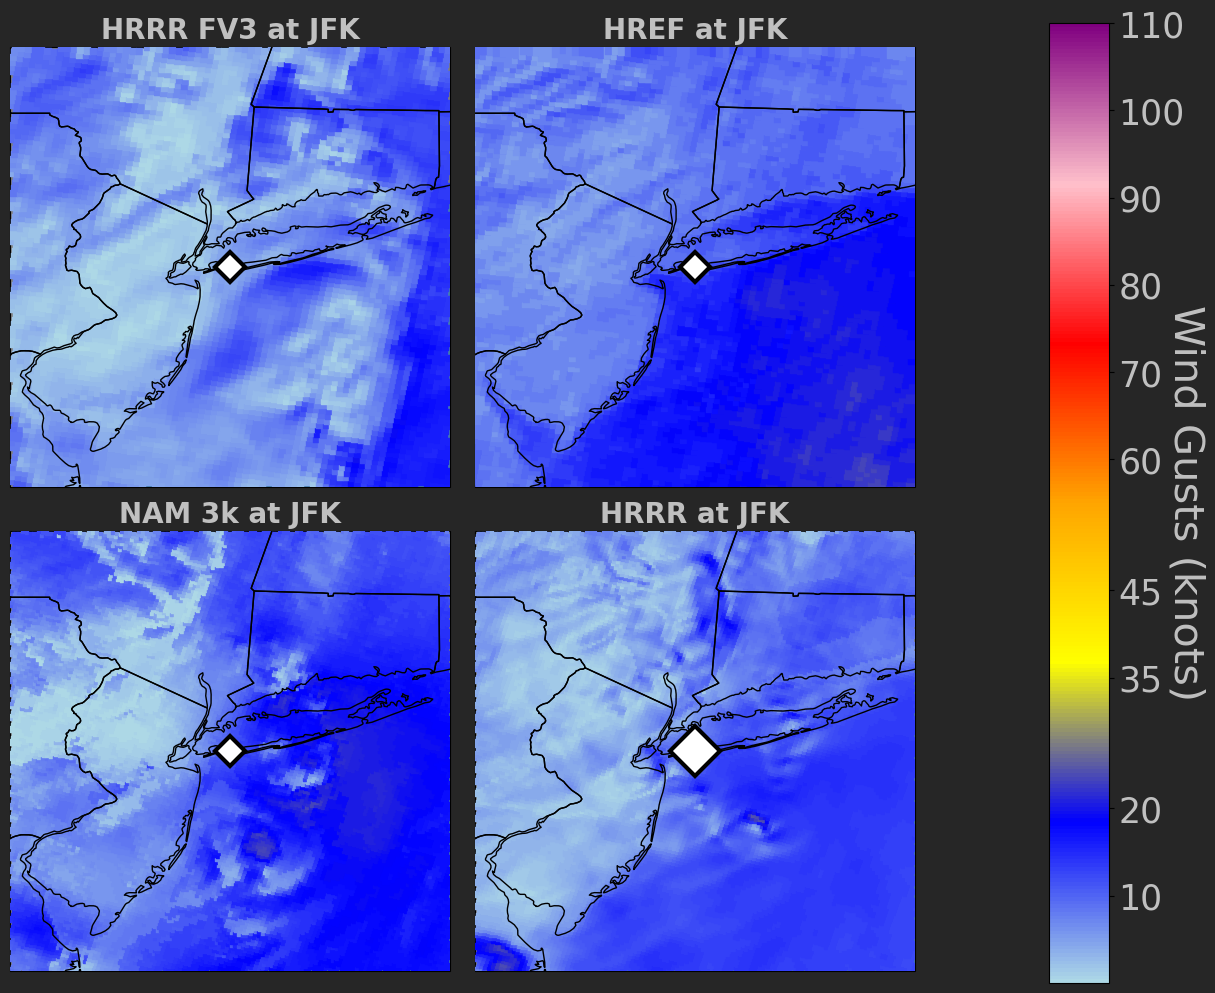 HRRR FV3 at JFK
HREF at JFK
NAM 3k at JFK
HRRR at JFK
110
100
90
80
70
60
45
35
20
10
Wind Gusts (knots)